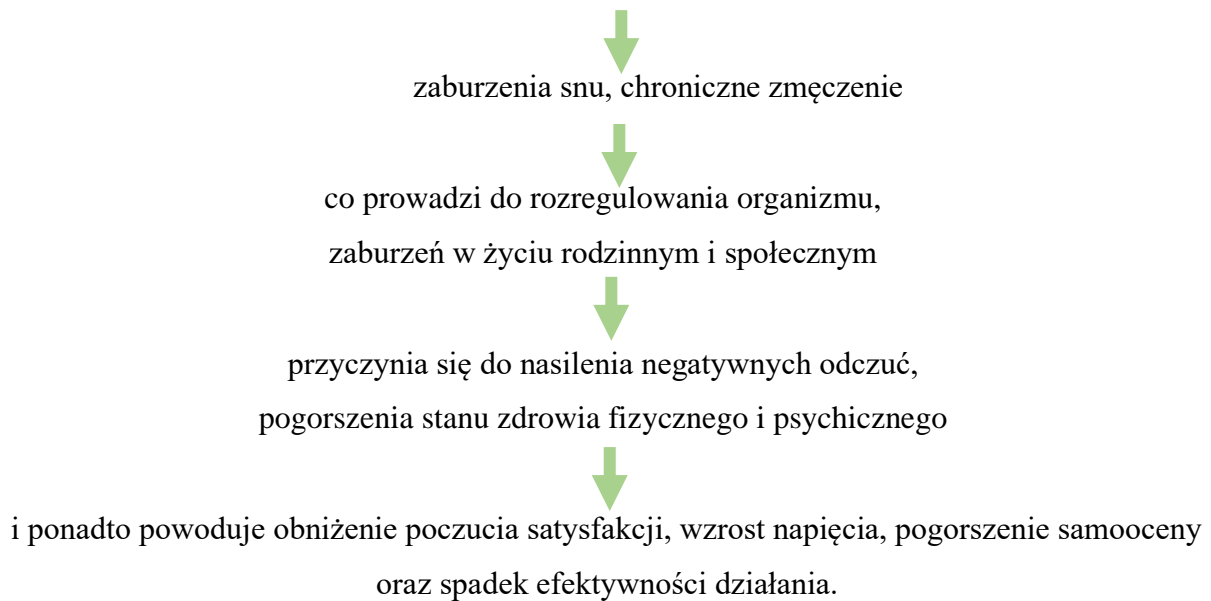 zaburzenia snu, chroniczne zmęczenie
co prowadzi do rozregulowania organizmu,
zaburzeń w życiu rodzinnym i społecznym
przyczynia się do nasilenia negatywnych odczuć,
pogorszenia stanu zdrowia fizycznego i psychicznego
i ponadto powoduje obniżenie poczucia satysfakcji, wzrost napięcia, pogorszenie samooceny
oraz spadek efektywności działania.